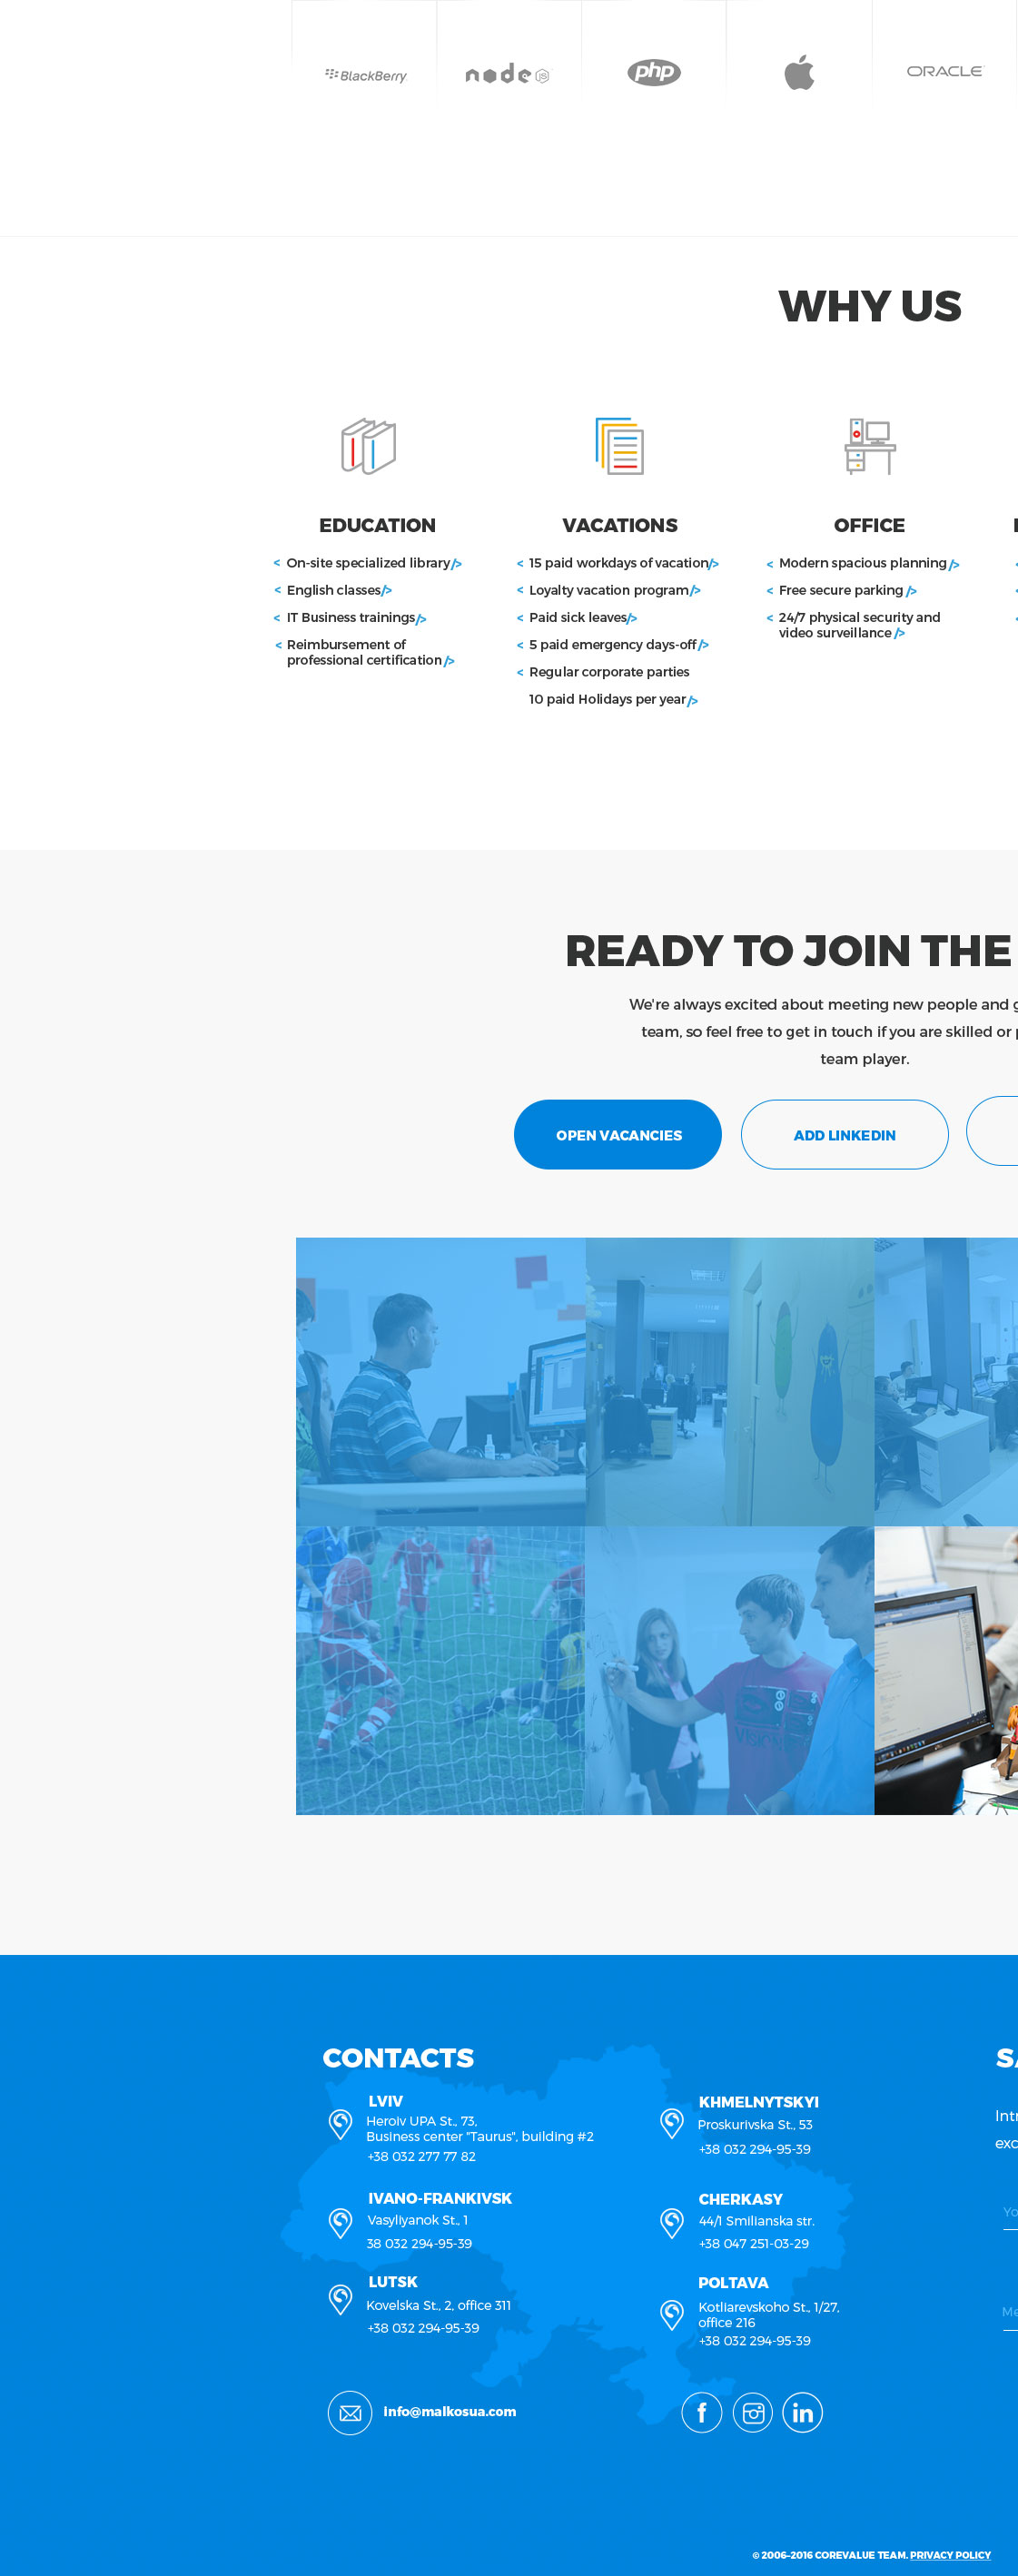 BlackBerry
node JS
php
ORACLE
WHY US
EDUCATION
< On-site specialized library />
< English classes />
< IT Business trainings />
< Reimbursement of
professional certification />
VACATIONS
< 15 paid workdays of vacation />
< Loyalty vacation program />
< Paid sick leaves />
< 5 paid emergency days-off />
< Regular corporate parties
10 paid Holidays per year />
OFFICE
< Modern spacious planning />
< Free secure parking />
< 24/7 physical security and
video surveillance />
READY TO JOIN THE
We're always excited about meeting new people and
team, so feel free to get in touch if you are skilled or
team player.
OPEN VACANCIES
ADD LINKEDIN
CONTACTS
LVIV
Heroiv UPA St., 73,
Business center "Taurus", building #2
+38 032 277 77 82
IVANO-FRANKIVSK
Vasyliyanok St., 1
38 032 294-95-39
LUTSK
Kovelska St., 2, office 311
+38 032 294-95-39
KHMELNYTSKYI
Proskurivska St., 53
+38 032 294-95-39
CHERKASY
44/1 Smilianska str.
+38 047 251-03-29
POLTAVA
Kotliarevskoho St., 1/27,
office 216
+38 032 294-95-39
info@malkosua.com
f
in
© 2006-2016 COREVALUE TEAM. PRIVACY POLICY